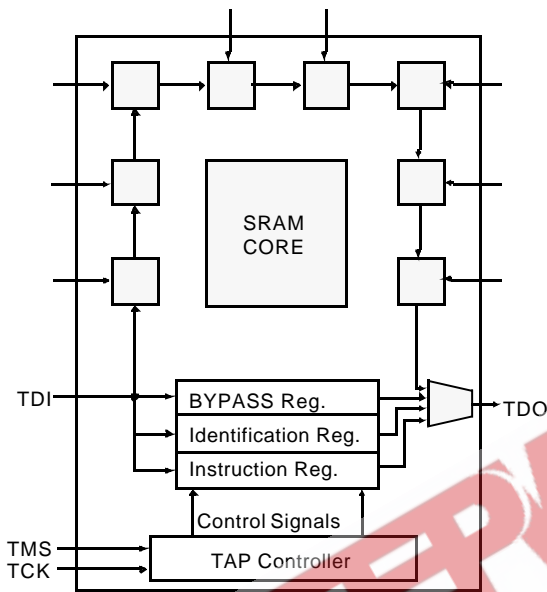 SRAM
CORE
TDI
BYPASS Reg.
TDO
Identification Reg.
Instruction Reg.
Control Signals
TMS
TCK
TAP Controller